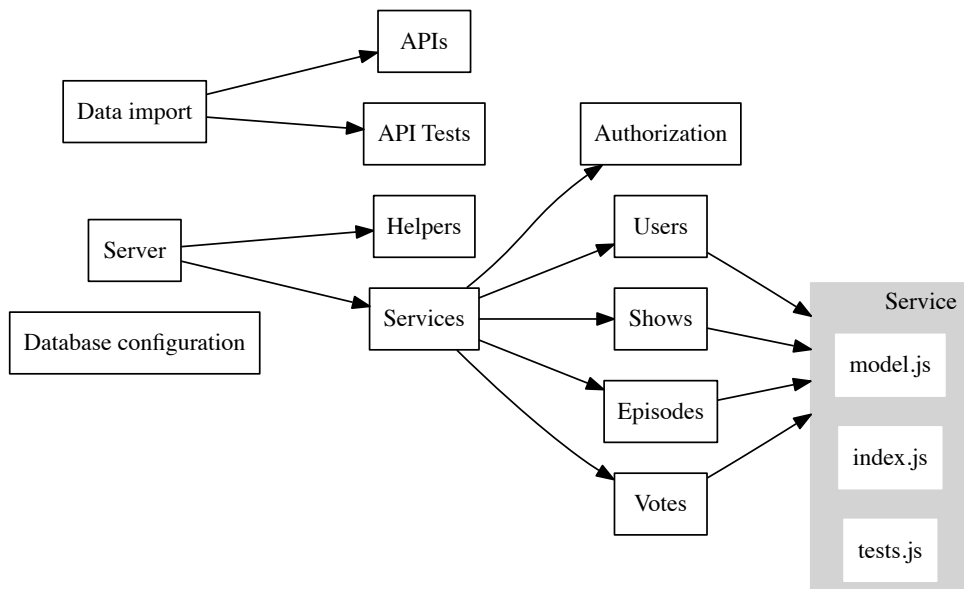 APIs
Data import
API Tests
Authorization
Helpers
Users
Server
Service
Services
Shows
Database configuration
model.js
Episodes
index.js
Votes
tests.js